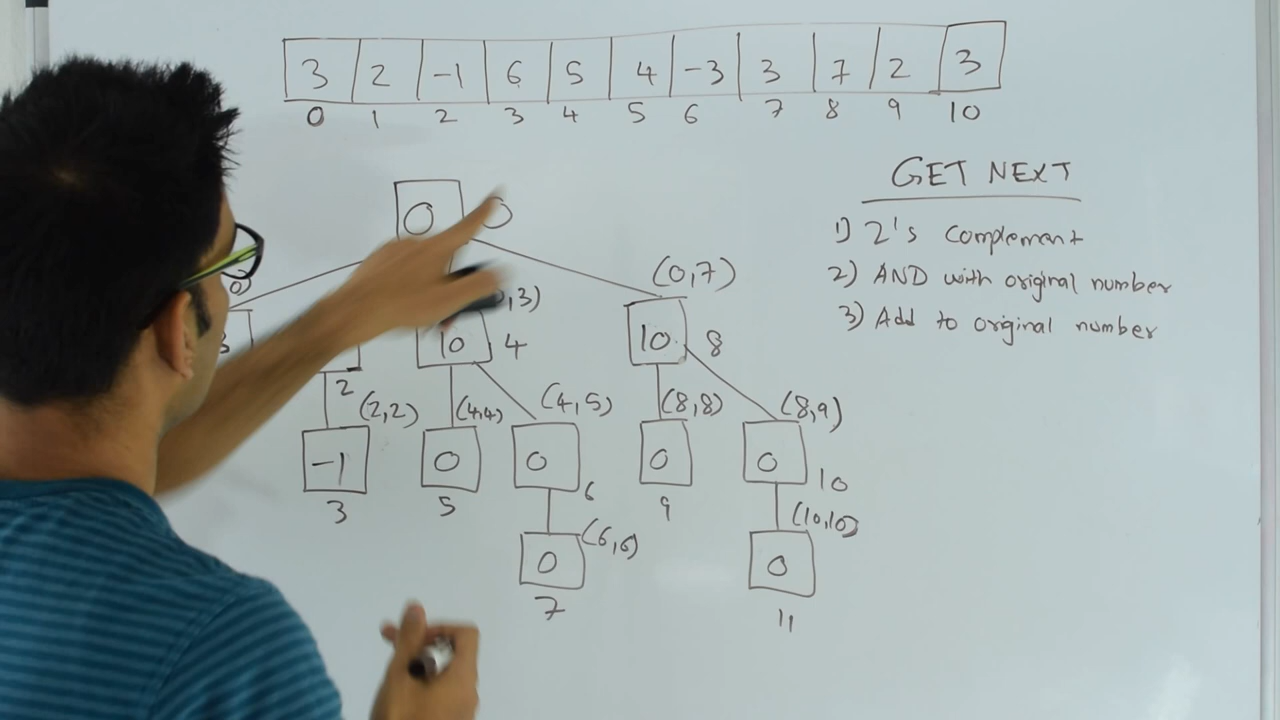 3 2 -1 6 5 4 -3 3 7 2 3
0 1 2 3 4 5 6 7 8 9 10
GET NEXT
1) 2's complement
2) AND with original number
3) Add to original number
0 0
(0,7)
,3)
10 4
10 8
2
(2,2) (4,4) (4,5) (8,8) (8,9)
-1 0 0 0 0
3 5 6 9 10
(6,6) (10,10)
0 0
7 11